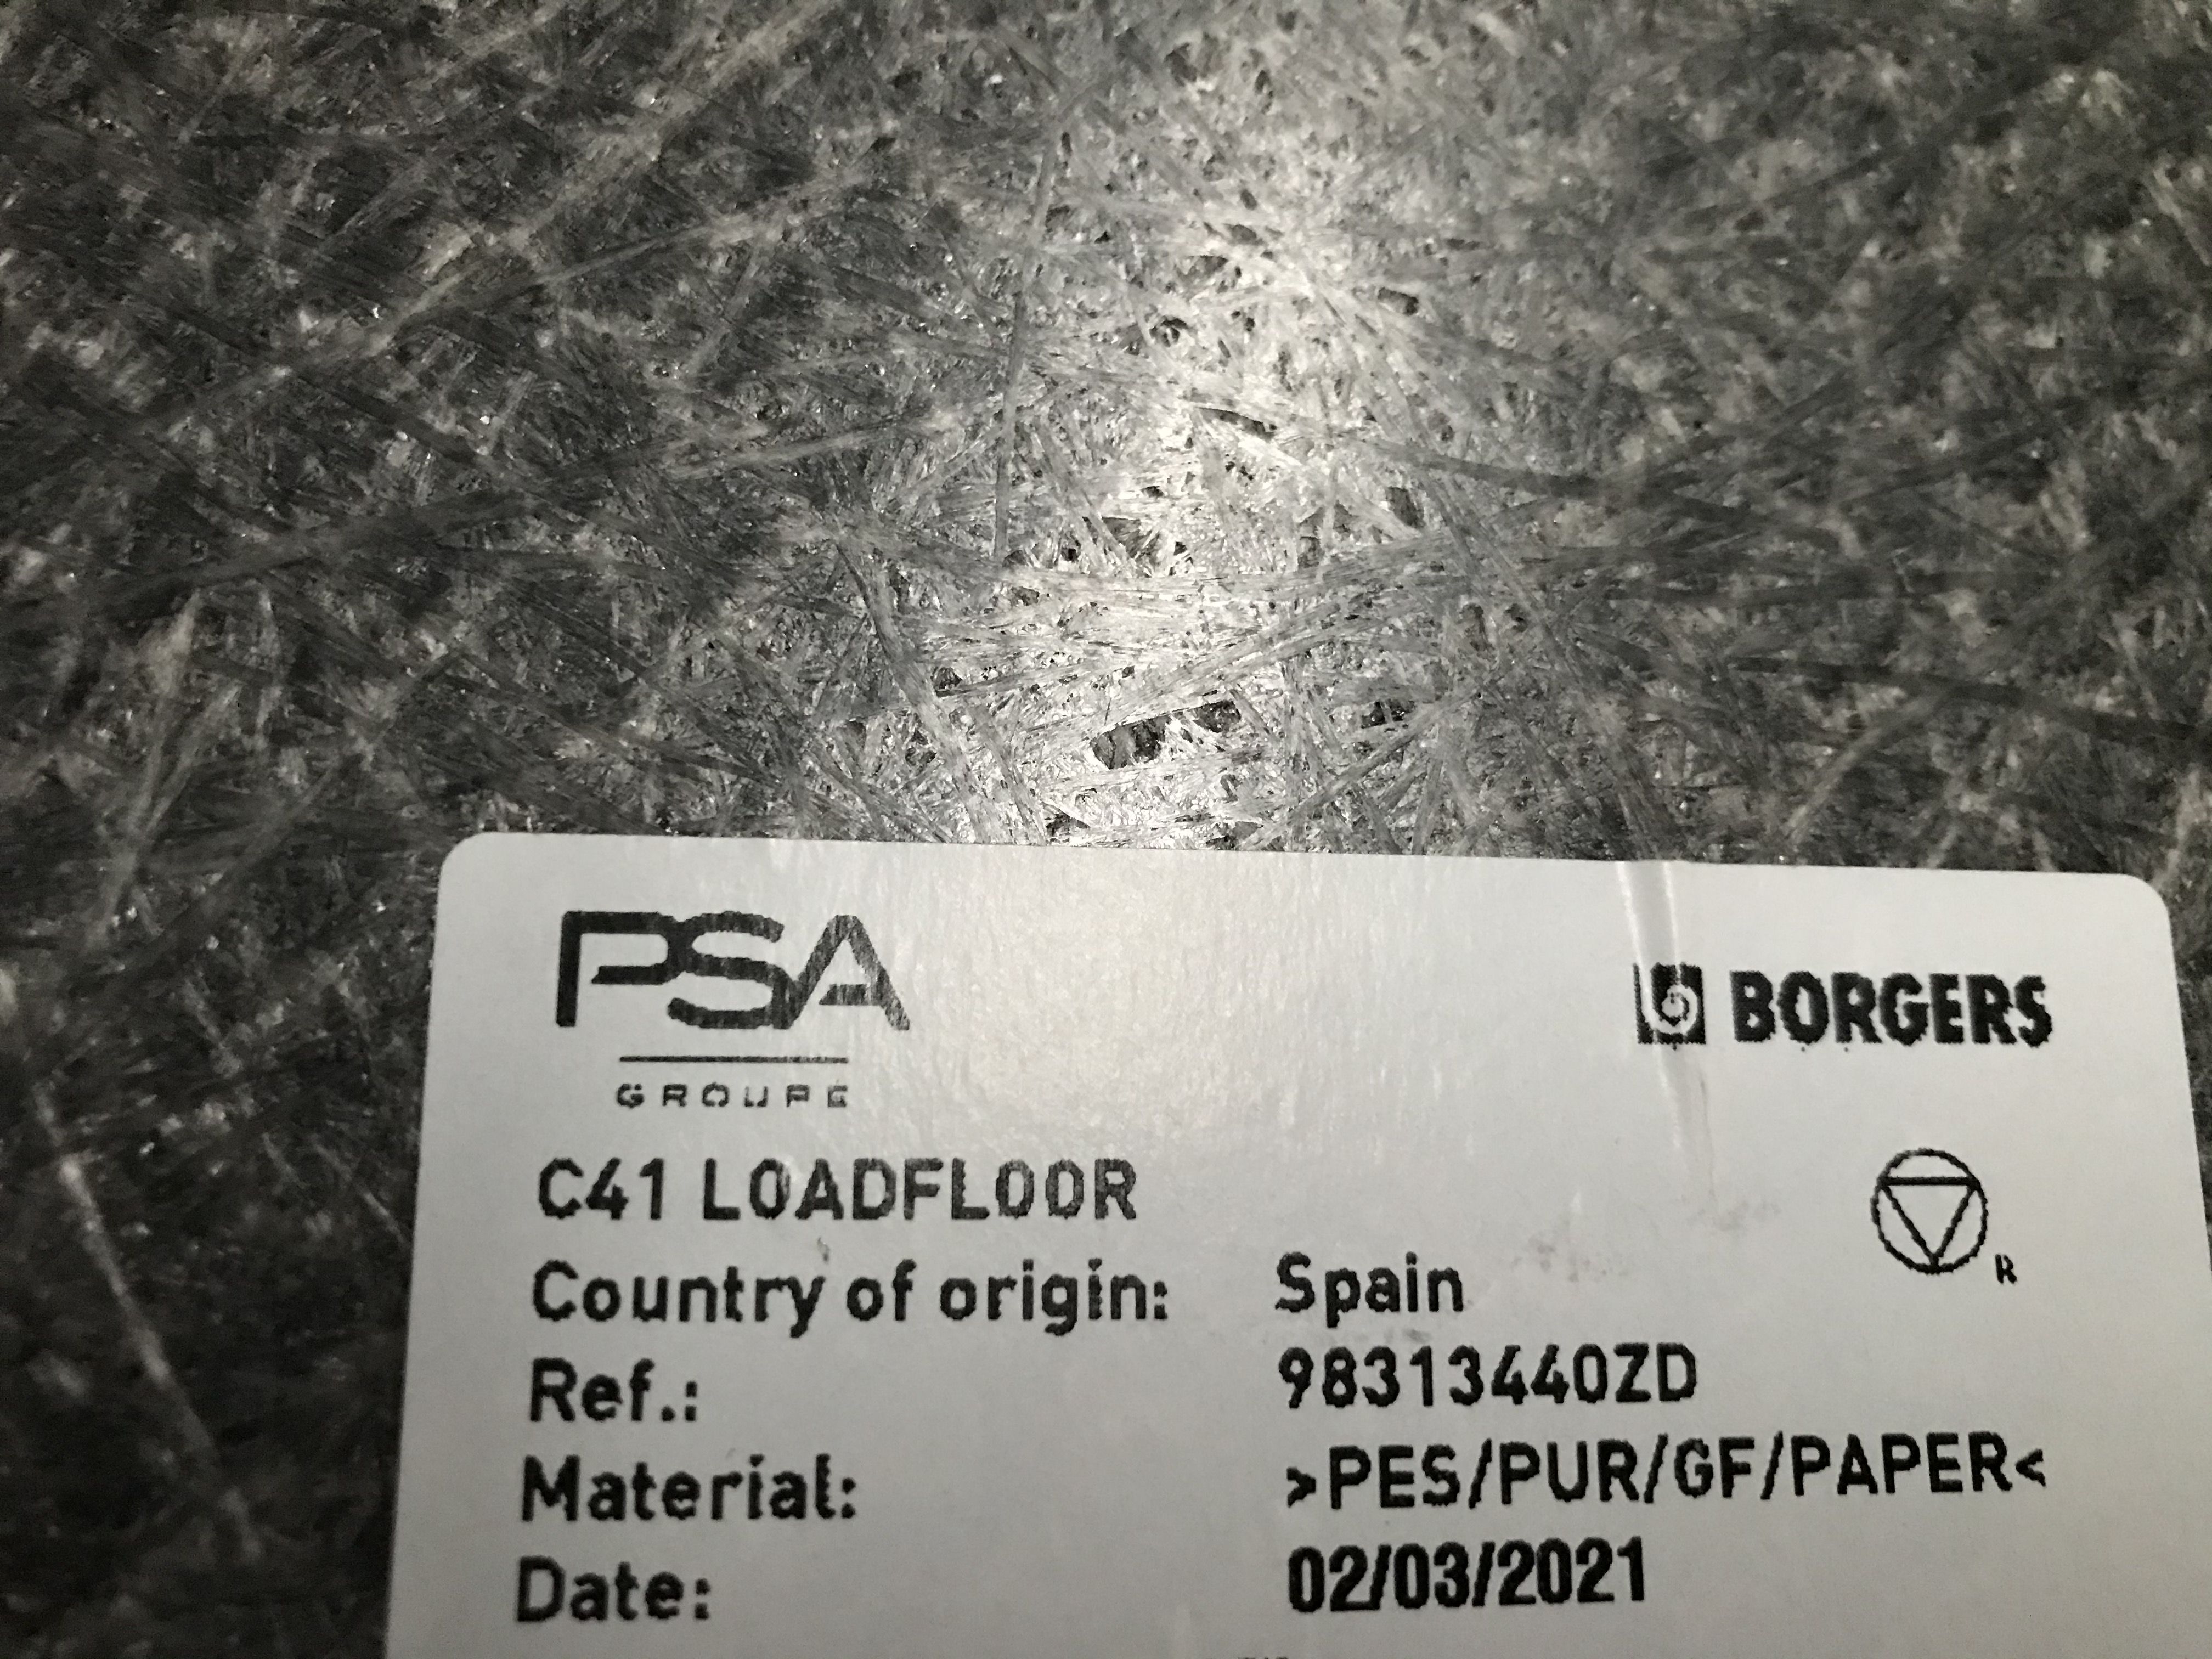 PSA
GROUPE
BORGERS
C41 LOADFLOOR
R
Country of origin: Spain
Ref.: 98313440ZD
Material: >PES/PUR/GF/PAPER<
Date: 02/03/2021